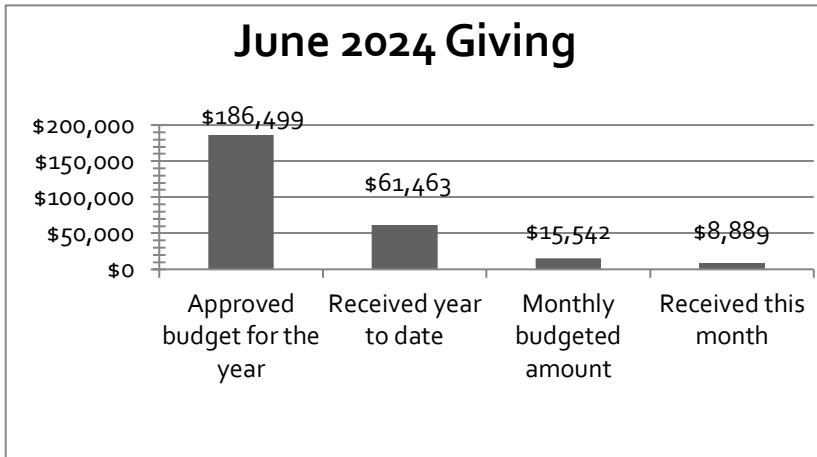 June 2024 Giving
$200,000
$150,000
$100,000
$50,000
$0
$186,499
$61,463
$15,542
$8,889
Approved
budget for the
year
Received year
to date
Monthly
budgeted
amount
Received this
month